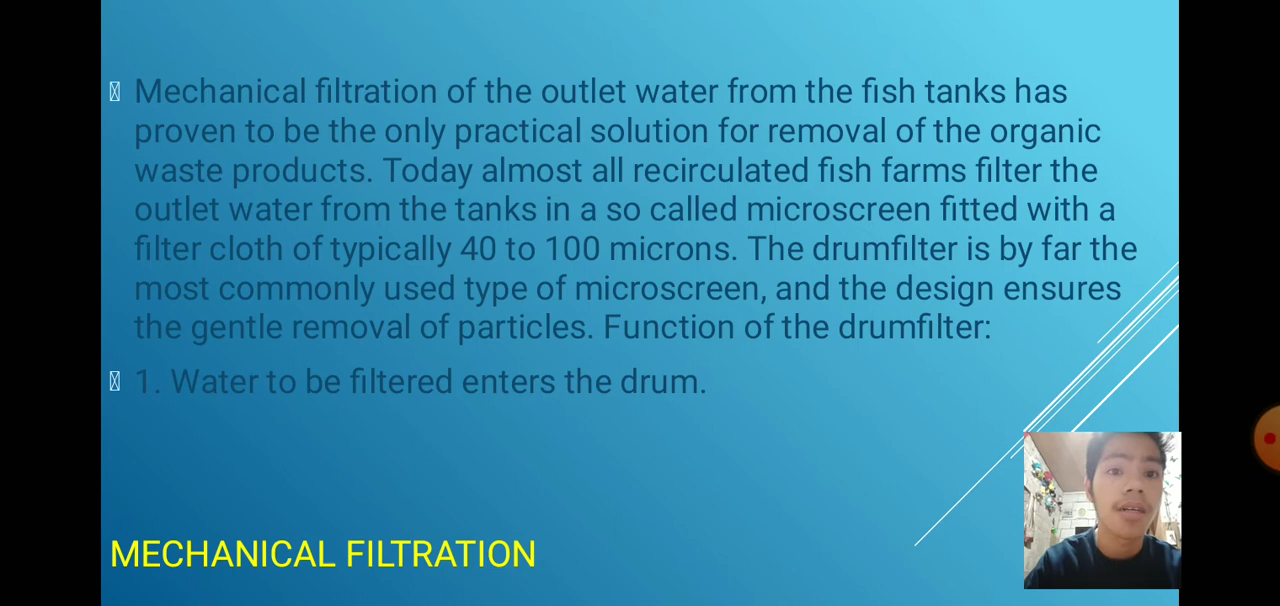 Mechanical filtration of the outlet water from the fish tanks has
proven to be the only practical solution for removal of the organic
waste products. Today almost all recirculated fish farms filter the
outlet water from the tanks in a so called microscreen fitted with a
filter cloth of typically 40 to 100 microns. The drumfilter is by far the
most commonly used type of microscreen, and the design ensures
the gentle removal of particles. Function of the drumfilter:
1. Water to be filtered enters the drum.
MECHANICAL FILTRATION